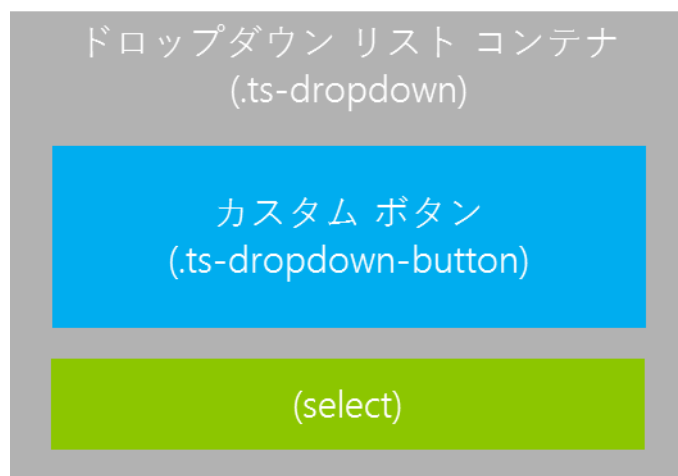 ドロップダウン リスト コンテナ
(.ts-dropdown)
カスタム ボタン
(.ts-dropdown-button)
(select)